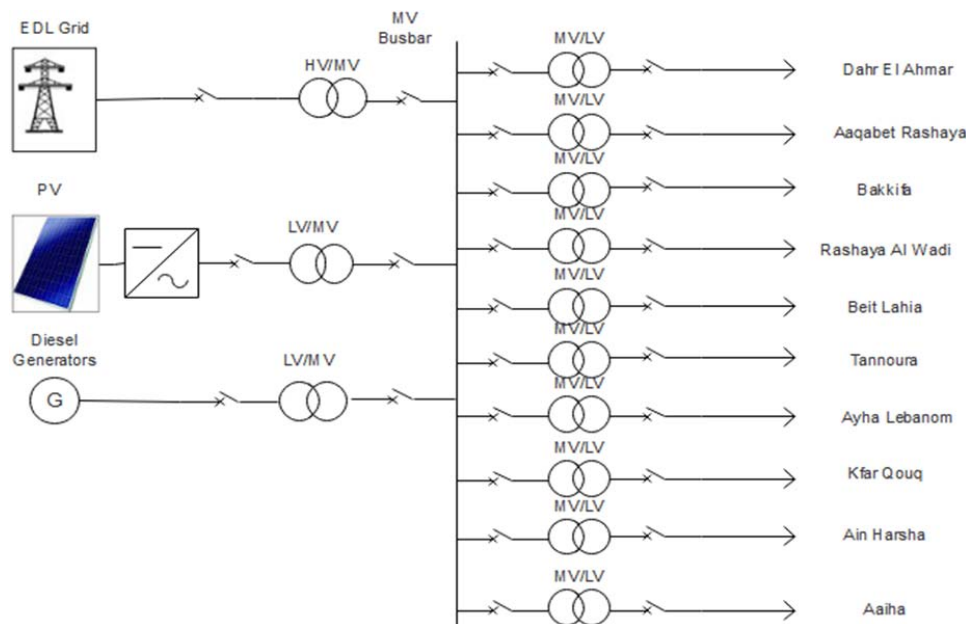 EDL Grid
MV
Busbar
HV/MV
PV
LV/MV
Diesel
Generators
LV/MV
G
MV/LV
Dahr El Ahmar
MV/LV
Aaqabet Rashaya
MV/LV
Bakkifa
MV/LV
Rashaya Al Wadi
MV/LV
Beit Lahia
MV/LV
Tannoura
MV/LV
Ayha Lebanom
MV/LV
Kfar Qouq
MV/LV
Ain Harsha
MV/LV
Aaiha